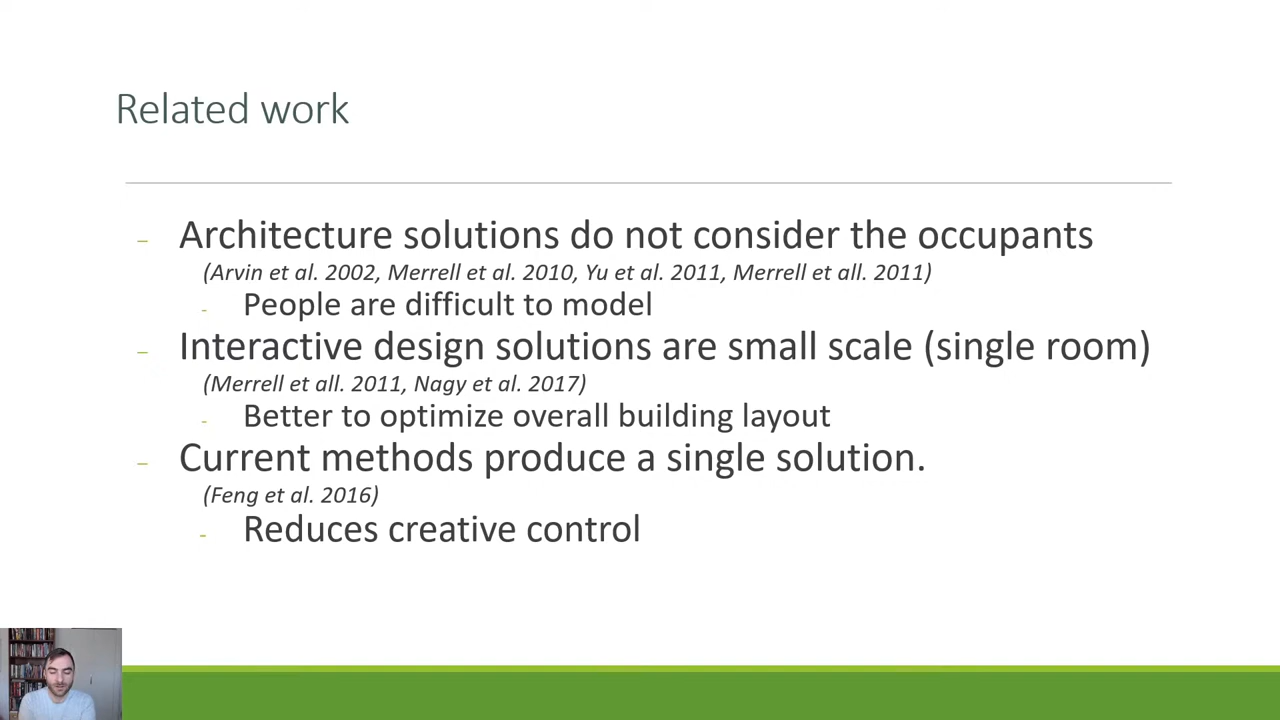 Related work
– Architecture solutions do not consider the occupants
(Arvin et al. 2002, Merrell et al. 2010, Yu et al. 2011, Merrell et all. 2011)
- People are difficult to model
– Interactive design solutions are small scale (single room)
(Merrell et all. 2011, Nagy et al. 2017)
- Better to optimize overall building layout
– Current methods produce a single solution.
(Feng et al. 2016)
- Reduces creative control